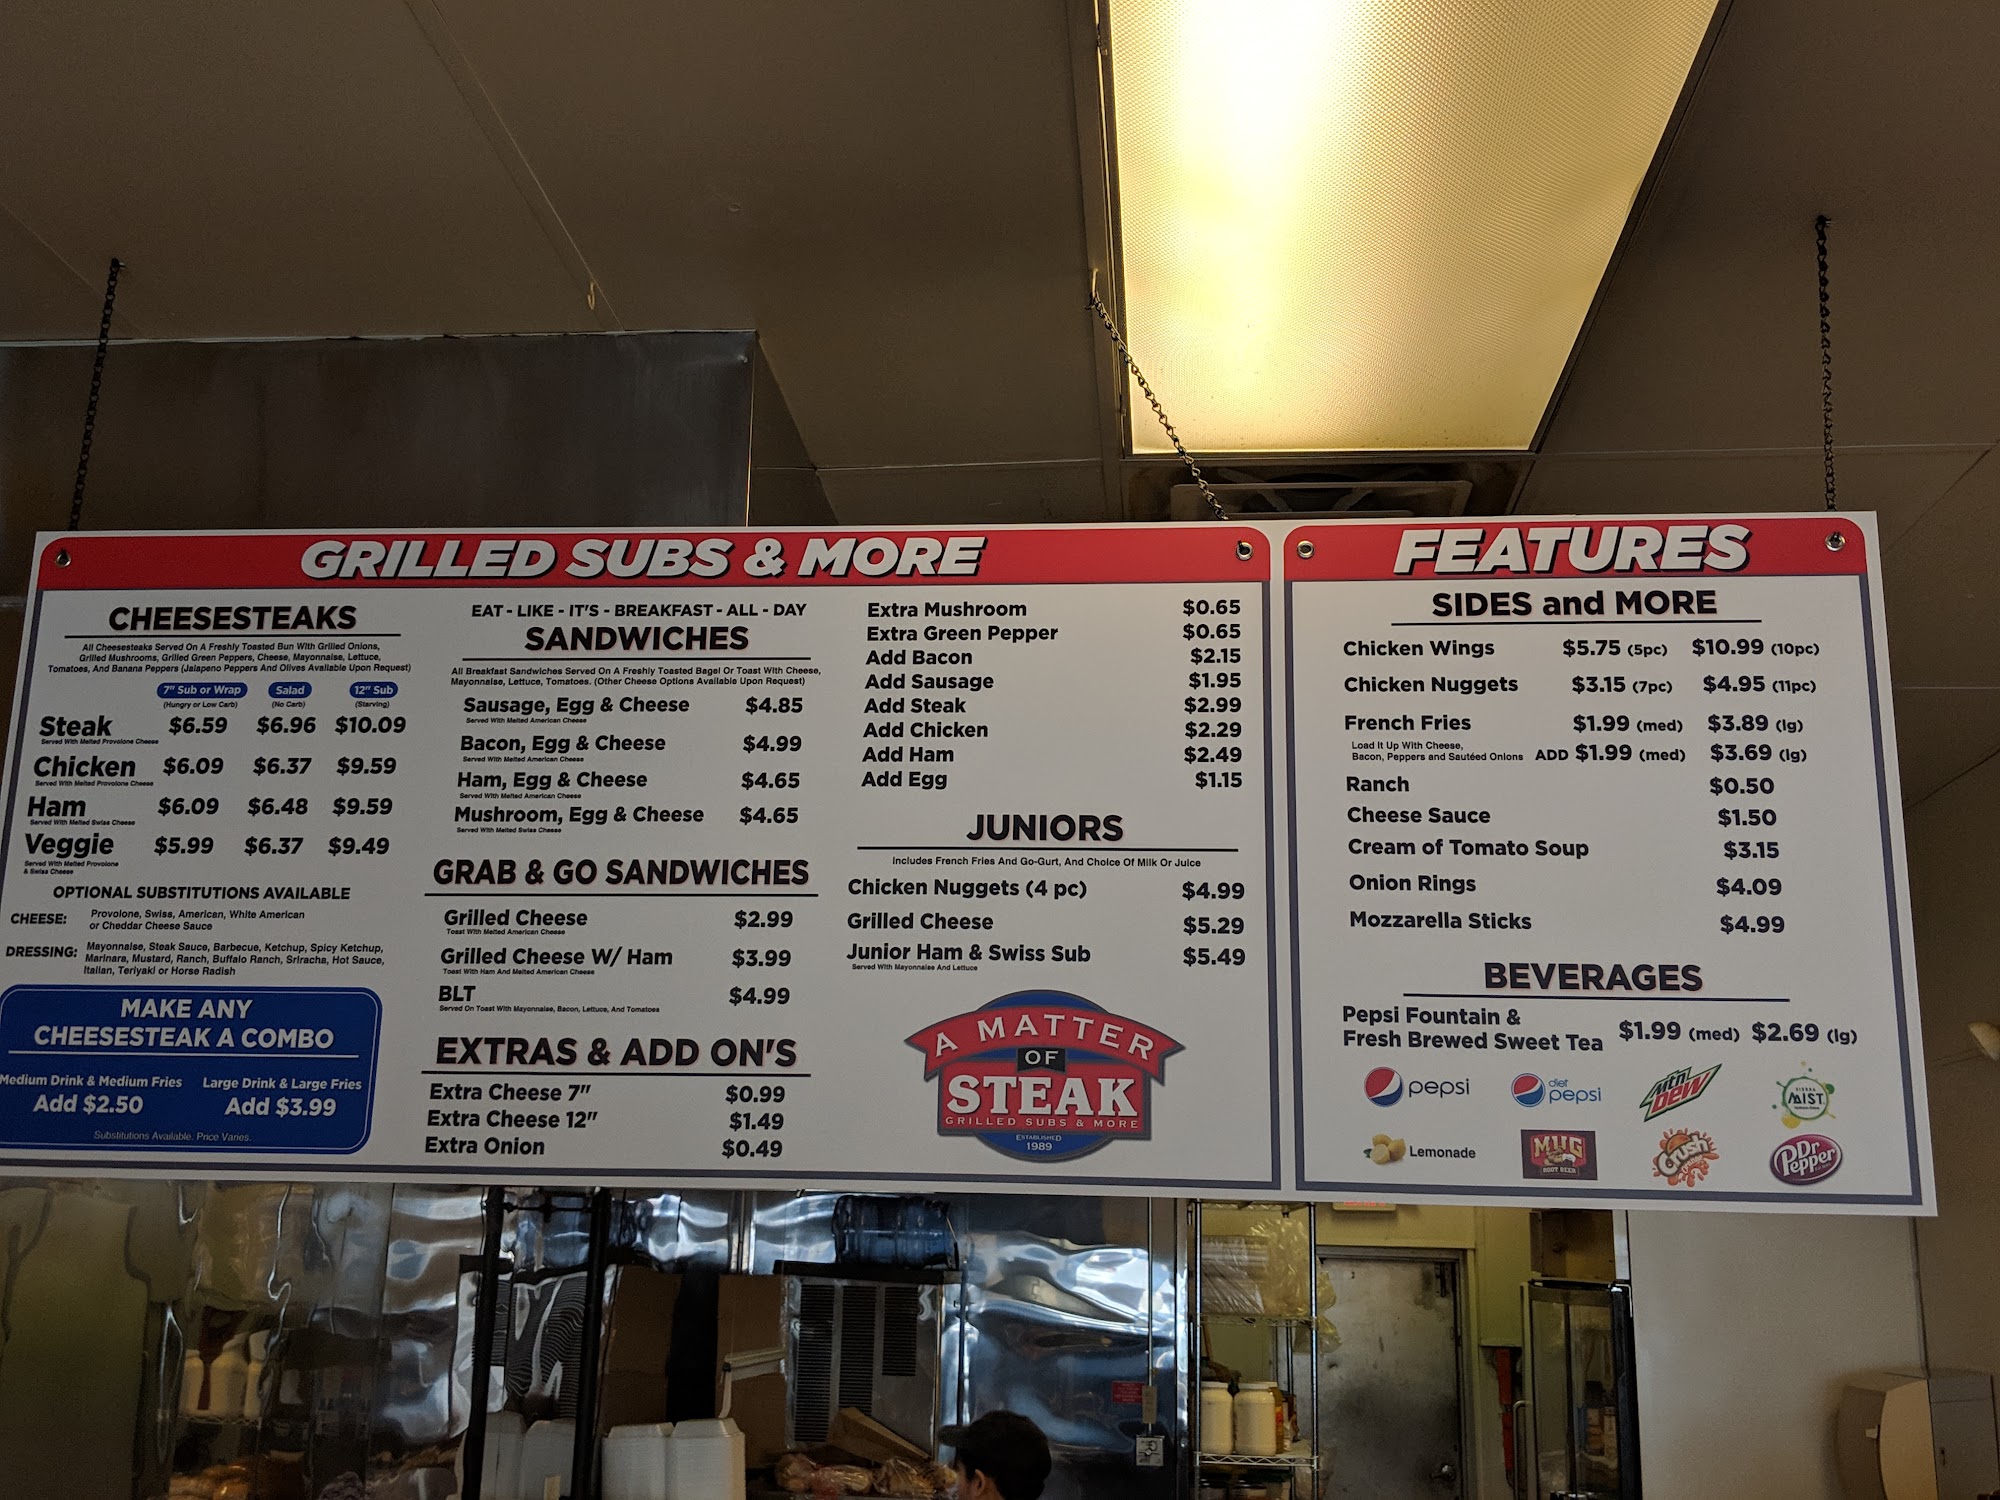 GRILLED SUBS & MORE
CHEESESTEAKS
All Cheesesteaks Served On A Freshly Toasted Bun With Grilled Onions,
Grilled Mushrooms, Grilled Green Peppers, Cheese, Mayonnaise, Lettuce,
Tomatoes, And Banana Peppers (Jalapeno Peppers And Olives Available Upon Request)
7" Sub or Wrap Salad 12" Sub
(Hungry or Low Carb) (No Carb) (Starving)
Steak $6.59 $6.96 $10.09
Served With Melted Provolone Cheese
Chicken $6.09 $6.37 $9.59
Served With Melted Provolone Cheese
Ham $6.09 $6.48 $9.59
Served With Melted Swiss Cheese
Veggie $5.99 $6.37 $9.49
Served With Melted Provolone
& Swiss Cheese
OPTIONAL SUBSTITUTIONS AVAILABLE
CHEESE: Provolone, Swiss, American, White American
or Cheddar Cheese Sauce
DRESSING: Mayonnaise, Steak Sauce, Barbecue, Ketchup, Spicy Ketchup,
Marinara, Mustard, Ranch, Buffalo Ranch, Sriracha, Hot Sauce,
Italian, Teriyaki or Horse Radish
MAKE ANY
CHEESESTEAK A COMBO
Medium Drink & Medium Fries Large Drink & Large Fries
Add $2.50 Add $3.99
Substitutions Available. Price Varies.
EAT - LIKE - IT'S - BREAKFAST - ALL - DAY
SANDWICHES
All Breakfast Sandwiches Served On A Freshly Toasted Bagel Or Toast With Cheese,
Mayonnaise, Lettuce, Tomatoes. (Other Cheese Options Available Upon Request)
Sausage, Egg & Cheese $4.85
Served With Melted American Cheese
Bacon, Egg & Cheese $4.99
Served With Melted American Cheese
Ham, Egg & Cheese $4.65
Served With Melted American Cheese
Mushroom, Egg & Cheese $4.65
Served With Melted Swiss Cheese
GRAB & GO SANDWICHES
Grilled Cheese $2.99
Toast With Melted American Cheese
Grilled Cheese W/ Ham $3.99
Toast With Ham And Melted American Cheese
BLT $4.99
Served On Toast With Mayonnaise, Bacon, Lettuce, And Tomatoes
EXTRAS & ADD ON'S
Extra Cheese 7" $0.99
Extra Cheese 12" $1.49
Extra Onion $0.49
Extra Mushroom $0.65
Extra Green Pepper $0.65
Add Bacon $2.15
Add Sausage $1.95
Add Steak $2.99
Add Chicken $2.29
Add Ham $2.49
Add Egg $1.15
JUNIORS
Includes French Fries And Go-Gurt, And Choice Of Milk Or Juice
Chicken Nuggets (4 pc) $4.99
Grilled Cheese $5.29
Junior Ham & Swiss Sub $5.49
Served With Mayonnaise And Lettuce
A MATTER
OF
STEAK
GRILLED SUBS & MORE
ESTABLISHED
1989
FEATURES
SIDES and MORE
Chicken Wings $5.75 (5pc) $10.99 (10pc)
Chicken Nuggets $3.15 (7pc) $4.95 (11pc)
French Fries $1.99 (med) $3.89 (lg)
Load It Up With Cheese,
Bacon, Peppers and Sautéed Onions ADD $1.99 (med) $3.69 (lg)
Ranch $0.50
Cheese Sauce $1.50
Cream of Tomato Soup $3.15
Onion Rings $4.09
Mozzarella Sticks $4.99
BEVERAGES
Pepsi Fountain &
Fresh Brewed Sweet Tea $1.99 (med) $2.69 (lg)
pepsi
diet
pepsi
Mtn
DEW
SIERRA
MIST
Lemonade
MUG
ROOT BEER
Crush
Dr
Pepper